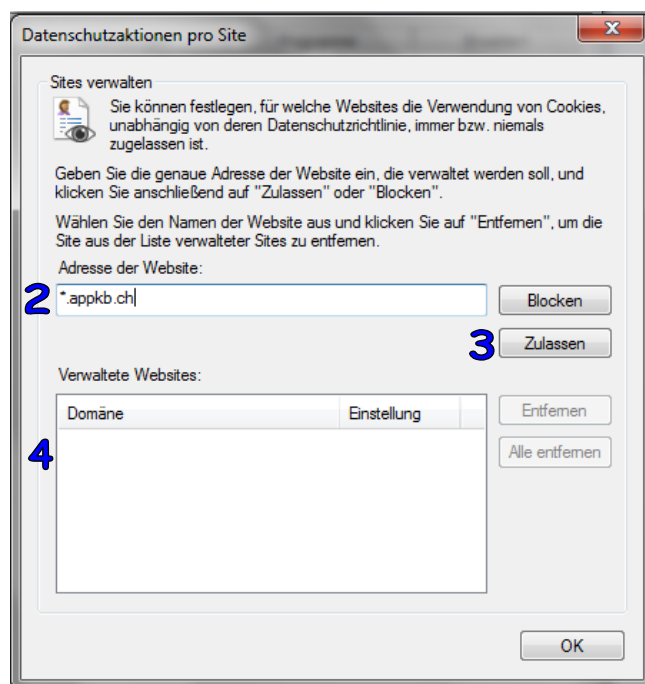 Datenschutzaktionen pro Site
Sites verwalten
Sie können festlegen, für welche Websites die Verwendung von Cookies,
unabhängig von deren Datenschutzrichtlinie, immer bzw. niemals
zugelassen ist.
Geben Sie die genaue Adresse der Website ein, die verwaltet werden soll, und
klicken Sie anschließend auf "Zulassen" oder "Blocken".
Wählen Sie den Namen der Website aus und klicken Sie auf "Entfernen", um die
Site aus der Liste verwalteter Sites zu entfernen.
Adresse der Website:
2 *.appkb.ch Blocken
3 Zulassen
Verwaltete Websites:
Domäne Einstellung Entfernen
4 Alle entfernen
OK